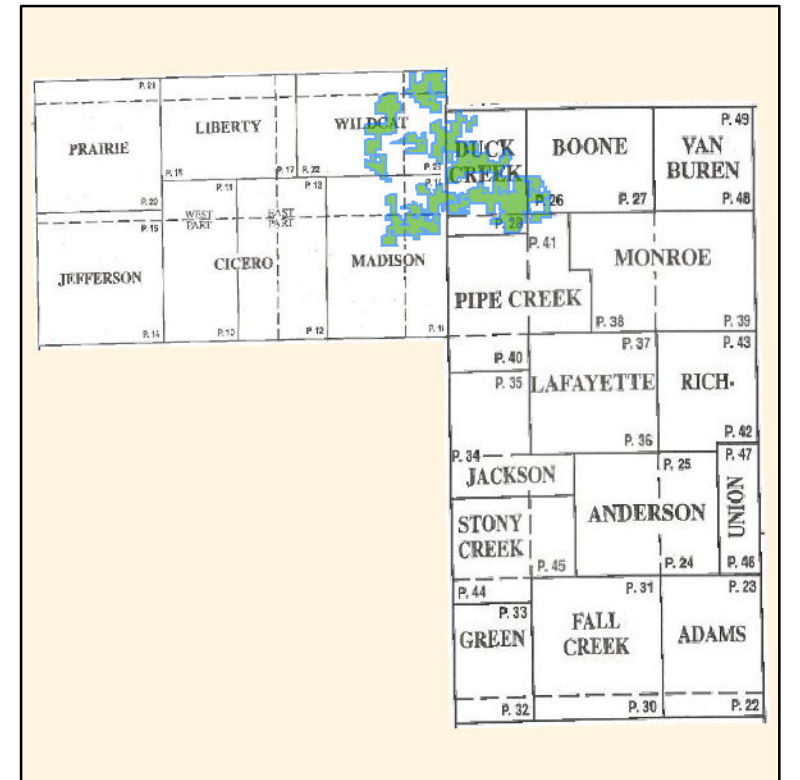 P. 21
PRAIRIE
P. 20
LIBERTY
P. 16
P. 17
P. 22
WILDCAT
P. 23
DUCK
CREEK
P. 26
BOONE
P. 27
P. 49
VAN
BUREN
P. 48
P. 15
JEFFERSON
P. 14
P. 11
WEST
PART
EAST
PART
P. 13
CICERO
P. 10
P. 12
MADISON
P. 41
MONROE
PIPE CREEK
P. 38
P. 39
P. 40
P. 37
P. 43
P. 35
LAFAYETTE
RICH-
P. 36
P. 42
P. 34
JACKSON
P. 25
P. 47
ANDERSON
UNION
STONY
CREEK
P. 45
P. 24
P. 46
P. 44
P. 31
P. 23
P. 33
GREEN
FALL
CREEK
ADAMS
P. 32
P. 30
P. 22